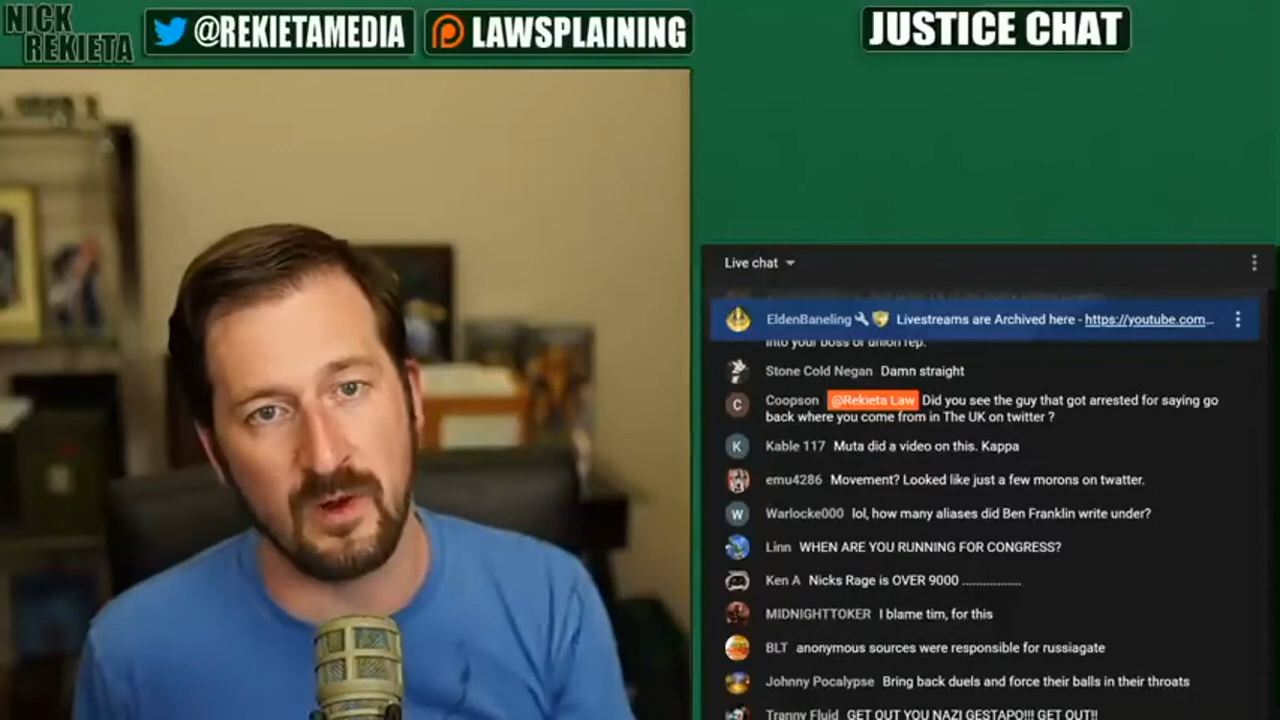 NICK
REKIETA
@REKIETAMEDIA
LAWSPLAINING
JUSTICE CHAT
Live chat
EldenBaneling Livestreams are Archived here - https://youtube.com...
into your boss or union rep.
Stone Cold Negan Damn straight
Coopson @Rekieta Law Did you see the guy that got arrested for saying go
back where you come from in The UK on twitter ?
Kable 117 Muta did a video on this. Kappa
emu4286 Movement? Looked like just a few morons on twatter.
Warlocke000 lol, how many aliases did Ben Franklin write under?
Linn WHEN ARE YOU RUNNING FOR CONGRESS?
Ken A Nicks Rage is OVER 9000 ..................
MIDNIGHTTOKER I blame tim, for this
BLT anonymous sources were responsible for russiagate
Johnny Pocalypse Bring back duels and force their balls in their throats
Tranny Fluid GET OUT YOU NAZI GESTAPO!!! GET OUT!!